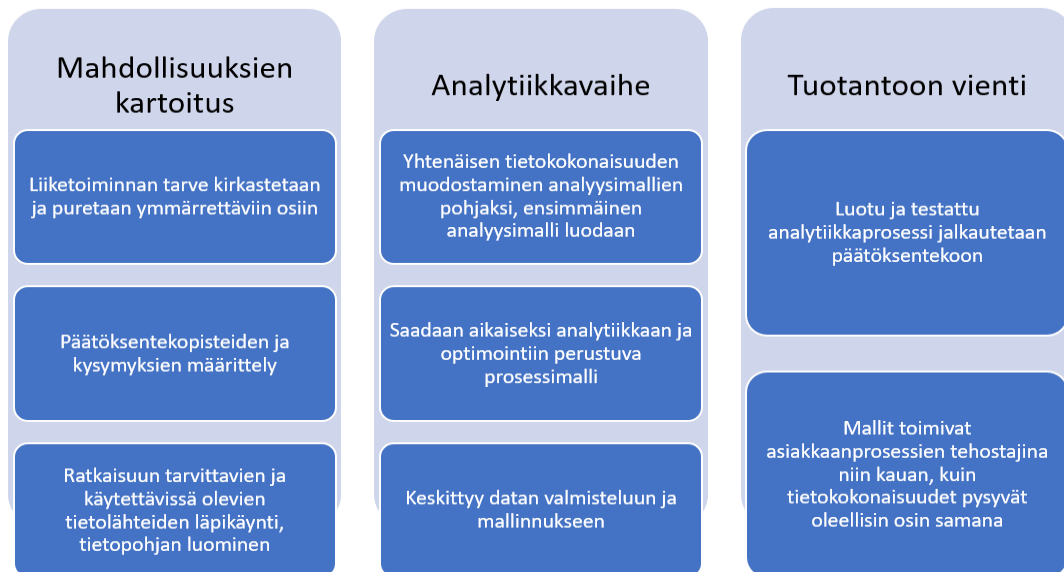 Mahdollisuuksien
kartoitus
Liiketoiminnan tarve kirkastetaan
ja puretaan ymmärrettäviin osiin
Päätöksentekopisteiden ja
kysymyksien määrittely
Ratkaisuun tarvittavien ja
käytettävissä olevien
tietolähteiden läpikäynti,
tietopohjan luominen
Analytiikkavaihe
Yhtenäisen tietokokonaisuuden
muodostaminen analyysimallien
pohjaksi, ensimmäinen
analyysimalli luodaan
Saadaan aikaiseksi analytiikkaan ja
optimointiin perustuva
prosessimalli
Keskittyy datan valmisteluun ja
mallinnukseen
Tuotantoon vienti
Luotu ja testattu
analytiikkaprosessi jalkautetaan
päätöksentekoon
Mallit toimivat
asiakkaanprosessien tehostajina
niin kauan, kuin
tietokokonaisuudet pysyvät
oleellisin osin samana